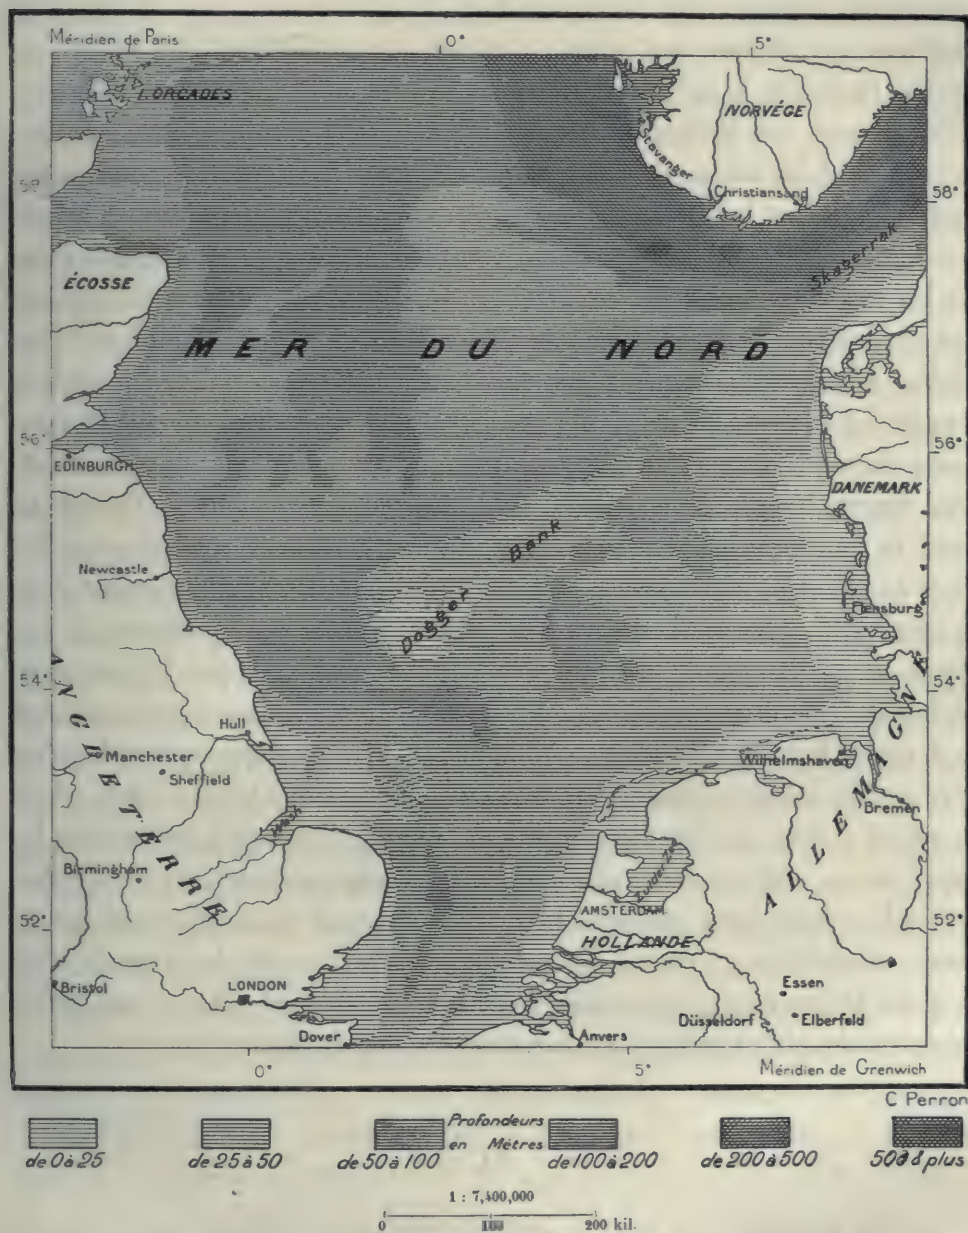 Méridien de Paris
0° 5°
I. ORCADES
NORVÉGE
Stavanger
Christiansand
58° 58°
Skagerrak
ÉCOSSE
MER DU NORD
56° 56°
EDINBURGH
DANEMARK
Dogger Bank
Newcastle
Flensburg
54° 54°
ANGLETERRE
Hull
Manchester
Sheffield
Wilhelmshaven
Bremen
ALLEMAGNE
Wash
Birmingham
Zuider Zee
AMSTERDAM
52° 52°
HOLLANDE
Bristol
LONDON
Essen
Elberfeld
Düsseldorf
Dover
Anvers
0° 5°
Méridien de Grenwich
C Perron
Profondeurs
en Mètres
de 0 à 25 de 25 à 50 de 50 à 100 de 100 à 200 de 200 à 500 500 & plus
1 : 7,400,000
0 100 200 kil.